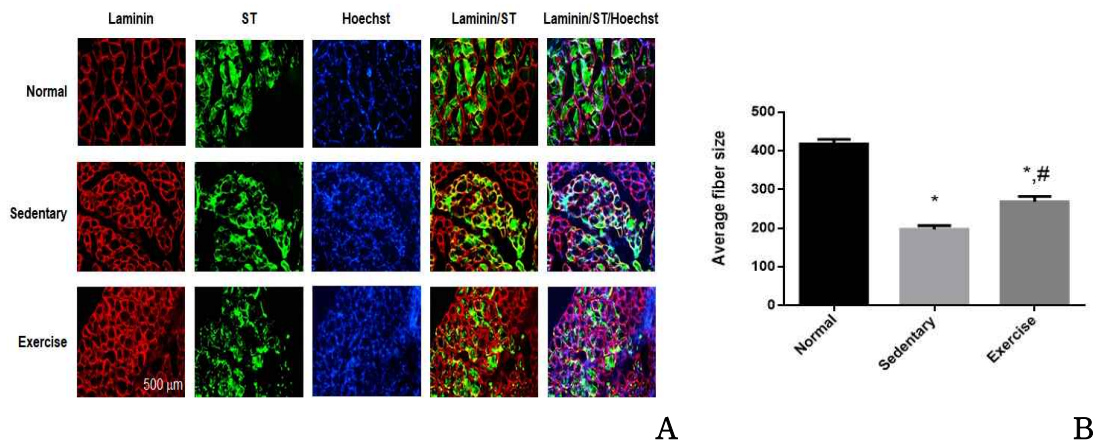 Laminin ST Hoechst Laminin/ST Laminin/ST/Hoechst
Normal
Sedentary
Exercise
500 µm
A
Average fiber size
500
400
300
200
100
0
*
*,#
Normal
Sedentary
Exercise
B